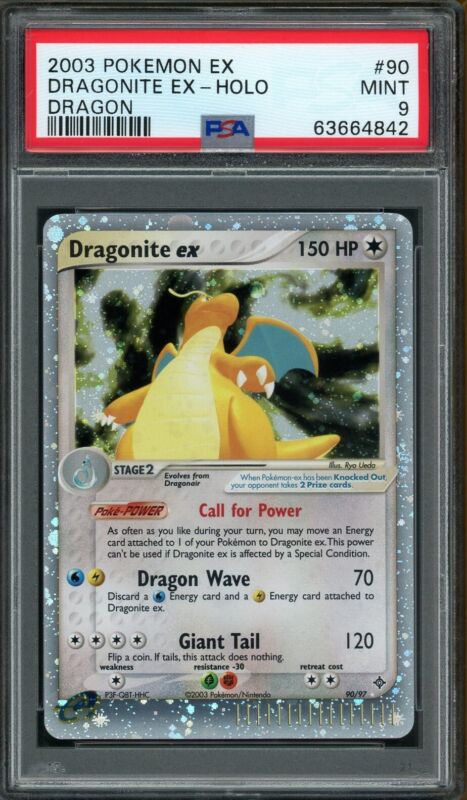 2003 POKEMON EX #90
DRAGONITE EX – HOLO MINT
DRAGON 9
PSA 63664842
Dragonite ex 150 HP
Illus. Ryo Ueda
STAGE2
Evolves from
Dragonair
When Pokémon-ex has been Knocked Out,
your opponent takes 2 Prize cards.
Poké-POWER Call for Power
As often as you like during your turn, you may move an Energy
card attached to 1 of your Pokémon to Dragonite ex. This power
can't be used if Dragonite ex is affected by a Special Condition.
Dragon Wave 70
Discard a Energy card and a Energy card attached to
Dragonite ex.
Giant Tail 120
Flip a coin. If tails, this attack does nothing.
weakness resistance -30 retreat cost
P3F-QBT-HHC ©2003 Pokémon/Nintendo 90/97